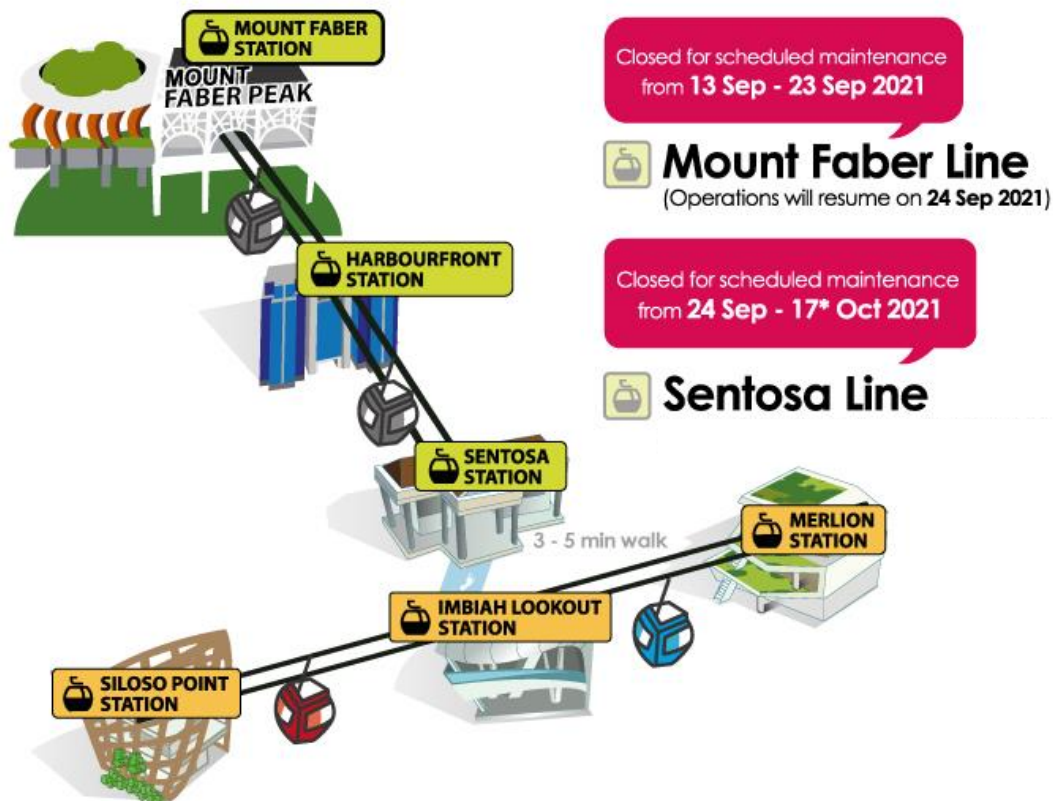 MOUNT FABER
STATION
MOUNT
FABER PEAK
HARBOURFRONT
STATION
SENTOSA
STATION
3 - 5 min walk
MERLION
STATION
IMBIAH LOOKOUT
STATION
SILOSO POINT
STATION
Closed for scheduled maintenance
from 13 Sep - 23 Sep 2021
Mount Faber Line
(Operations will resume on 24 Sep 2021)
Closed for scheduled maintenance
from 24 Sep - 17* Oct 2021
Sentosa Line